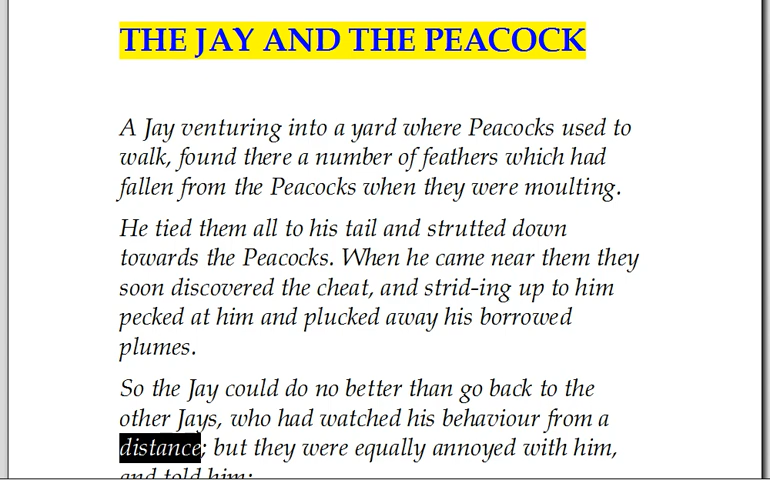 THE JAY AND THE PEACOCK
A Jay venturing into a yard where Peacocks used to
walk, found there a number of feathers which had
fallen from the Peacocks when they were moulting.
He tied them all to his tail and strutted down
towards the Peacocks. When he came near them they
soon discovered the cheat, and strid-ing up to him
pecked at him and plucked away his borrowed
plumes.
So the Jay could do no better than go back to the
other Jays, who had watched his behaviour from a
distance; but they were equally annoyed with him,
and told him: